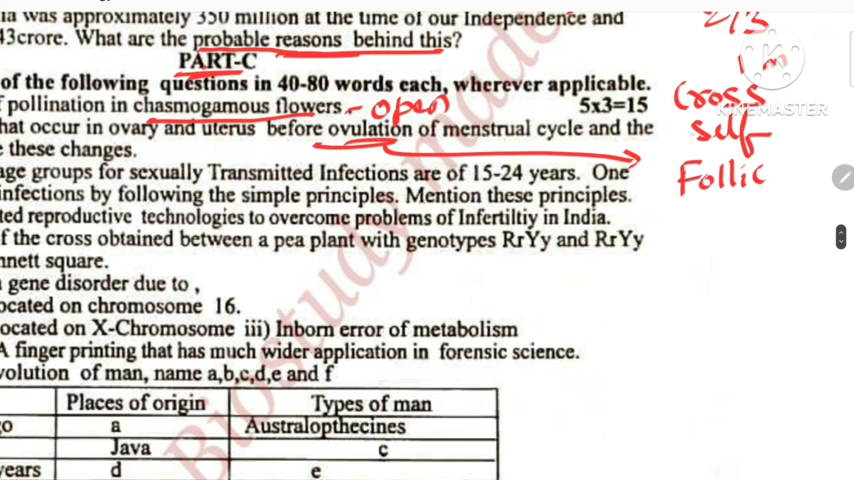 ia was approximately 350 million at the time of our Independence and
43crore. What are the probable reasons behind this?
PART-C
of the following questions in 40-80 words each, wherever applicable.
f pollination in chasmogamous flowers. - open 5x3=15
hat occur in ovary and uterus before ovulation of menstrual cycle and the
e these changes.
age groups for sexually Transmitted Infections are of 15-24 years. One
infections by following the simple principles. Mention these principles.
ted reproductive technologies to overcome problems of Infertiltiy in India.
f the cross obtained between a pea plant with genotypes RrYy and RrYy
nnett square.
gene disorder due to ,
ocated on chromosome 16.
ocated on X-Chromosome iii) Inborn error of metabolism
A finger printing that has much wider application in forensic science.
volution of man, name a,b,c,d,e and f
Places of origin Types of man
go a Australopthecines
Java c
years d e
Cross
Self
Follic
KINEMASTER
Biostudy made